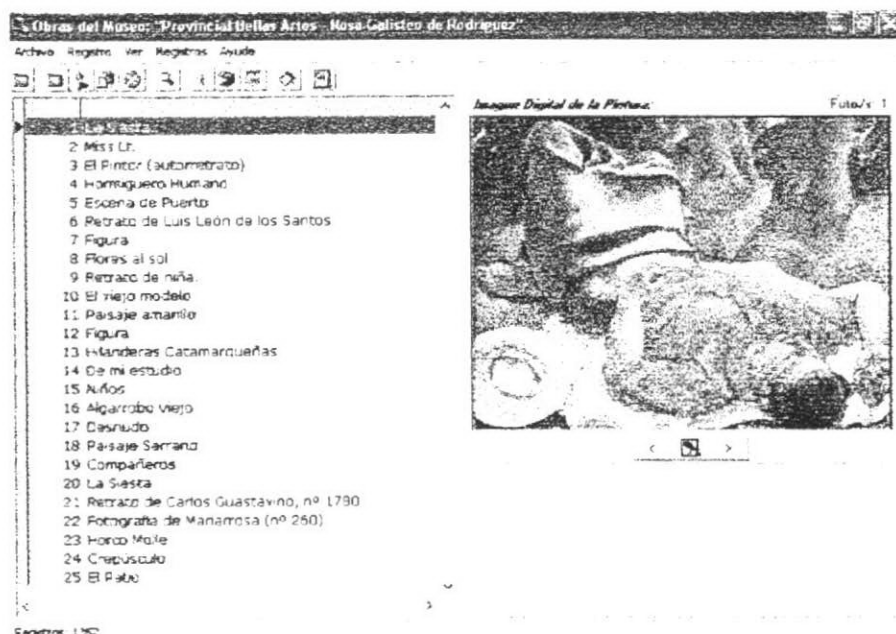 Obras del Museo: "Provincial Bellas Artes - Rosa Galisteo de Rodríguez"
Archivo Registro Ver Registros Ayuda
Imagen Digital de la Pintura: Foto/s: 1
1 La Siesta
2 Miss Lt.
3 El Pintor (autorretrato)
4 Hormiguero Humano
5 Escena de Puerto
6 Retrato de Luis León de los Santos
7 Figura
8 Flores al sol
9 Retrato de niña.
10 El viejo modelo
11 Paisaje amarillo
12 Figura
13 Hilanderas Catamarqueñas
14 De mi estudio
15 Niños
16 Algarrobo viejo
17 Desnudo
18 Paisaje Serrano
19 Compañeros
20 La Siesta
21 Retrato de Carlos Guastavino, nº 1780
22 Fotografía de Mariarrosa (nº 260)
23 Horco Molle
24 Crepúsculo
25 El Patio
Registros: